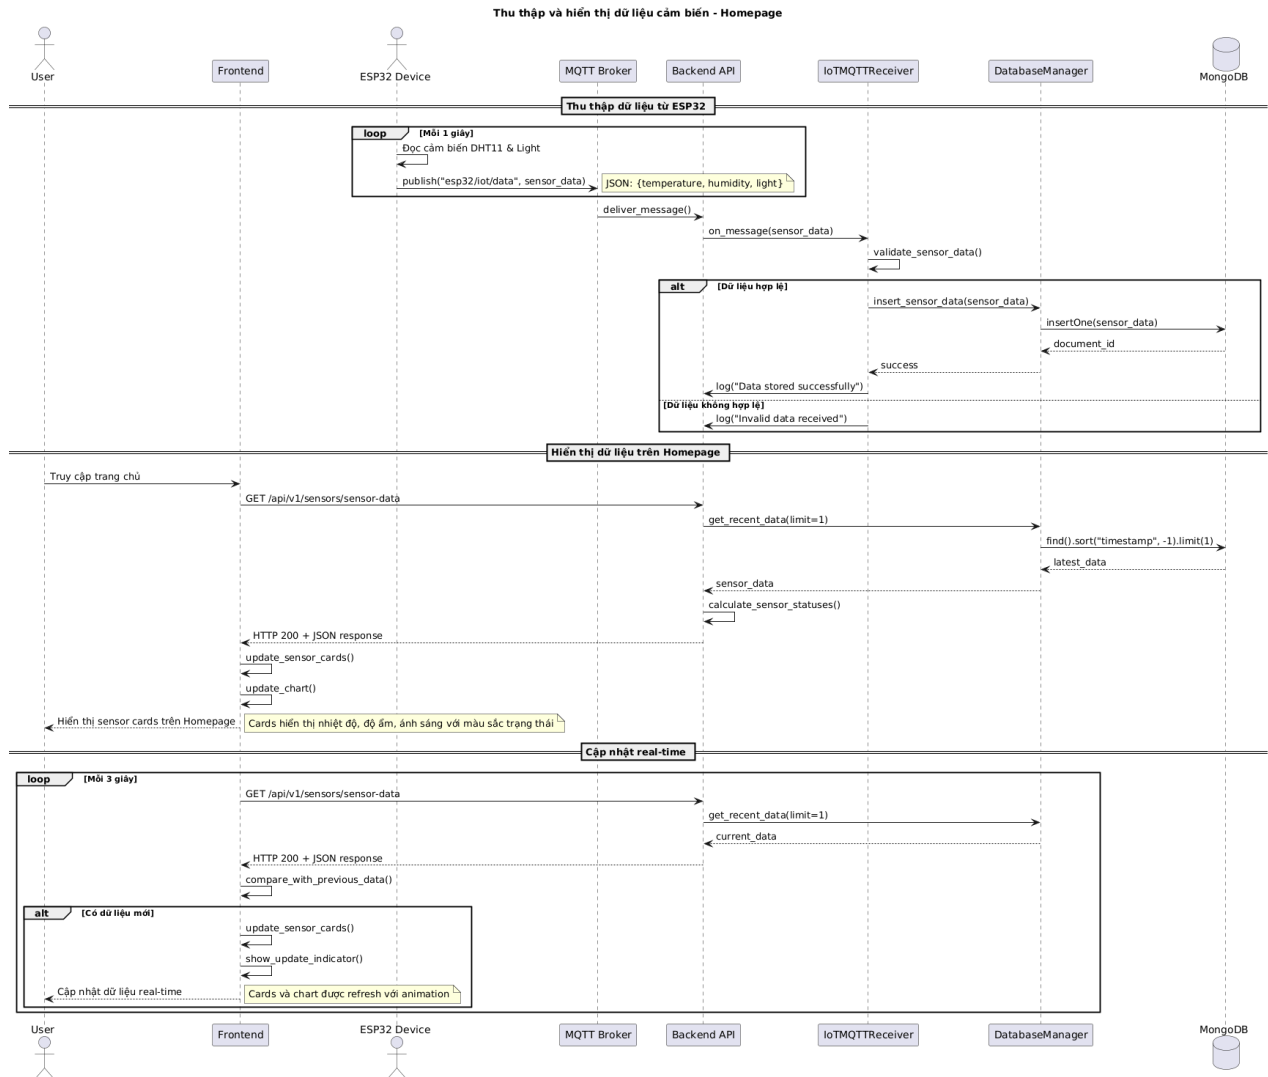 Thu thập và hiển thị dữ liệu cảm biến - Homepage
User
Frontend
ESP32 Device
MQTT Broker
Backend API
IoTMQTTReceiver
DatabaseManager
MongoDB
Thu thập dữ liệu từ ESP32
loop [Mỗi 1 giây]
Đọc cảm biến DHT11 & Light
publish("esp32/iot/data", sensor_data)
JSON: {temperature, humidity, light}
deliver_message()
on_message(sensor_data)
validate_sensor_data()
alt [Dữ liệu hợp lệ]
insert_sensor_data(sensor_data)
insertOne(sensor_data)
document_id
success
log("Data stored successfully")
[Dữ liệu không hợp lệ]
log("Invalid data received")
Hiển thị dữ liệu trên Homepage
Truy cập trang chủ
GET /api/v1/sensors/sensor-data
get_recent_data(limit=1)
find().sort("timestamp", -1).limit(1)
latest_data
sensor_data
calculate_sensor_statuses()
HTTP 200 + JSON response
update_sensor_cards()
update_chart()
Hiển thị sensor cards trên Homepage
Cards hiển thị nhiệt độ, độ ẩm, ánh sáng với màu sắc trạng thái
Cập nhật real-time
loop [Mỗi 3 giây]
GET /api/v1/sensors/sensor-data
get_recent_data(limit=1)
current_data
HTTP 200 + JSON response
compare_with_previous_data()
alt [Có dữ liệu mới]
update_sensor_cards()
show_update_indicator()
Cập nhật dữ liệu real-time
Cards và chart được refresh với animation
User
Frontend
ESP32 Device
MQTT Broker
Backend API
IoTMQTTReceiver
DatabaseManager
MongoDB